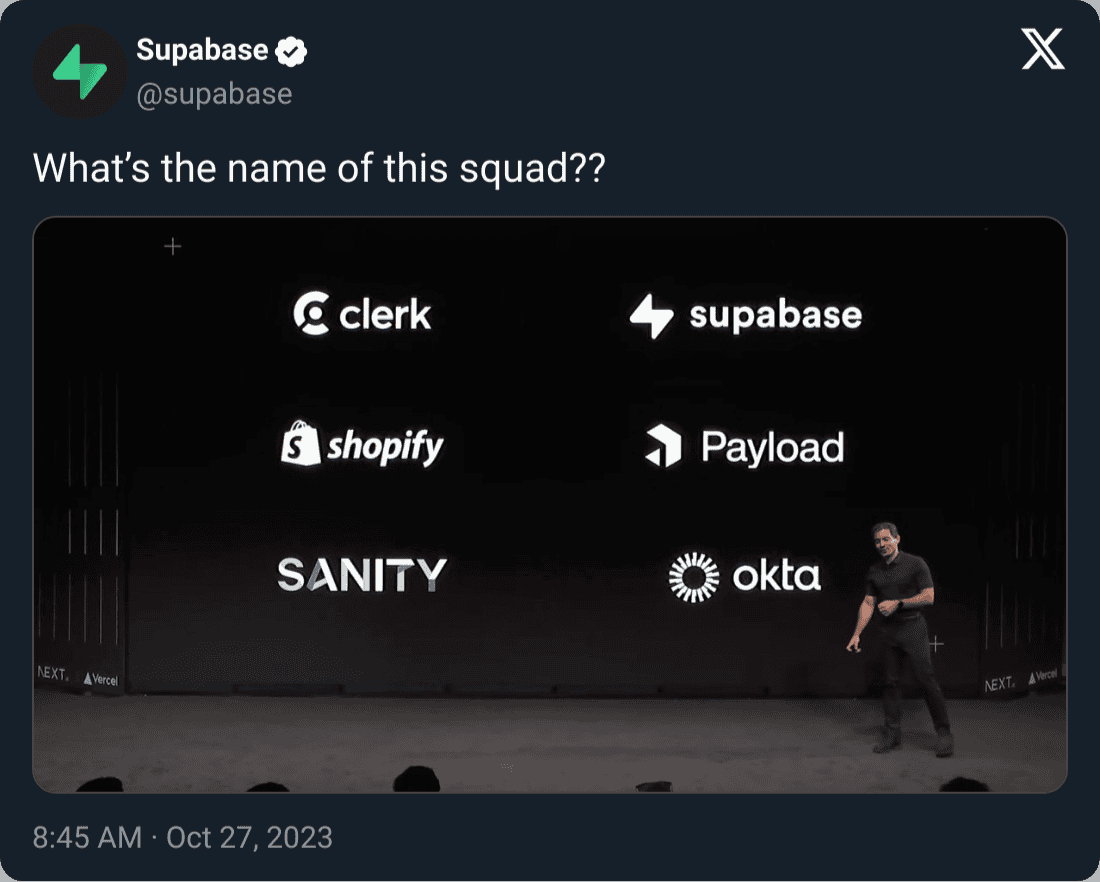 Supabase
@supabase
What’s the name of this squad??
clerk
supabase
shopify
Payload
SANITY
okta
NEXT.
Vercel
NEXT.
Vercel
8:45 AM · Oct 27, 2023